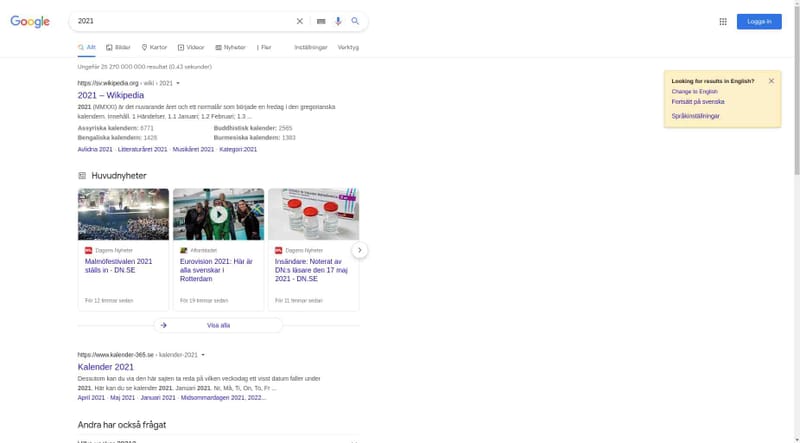 Google
2021
Logga in
Allt
Bilder
Kartor
Videor
Nyheter
Fler
Inställningar
Verktyg
Ungefär 25 270 000 000 resultat (0,43 sekunder)
Looking for results in English?
Change to English
Fortsätt på svenska
Språkinställningar
https://sv.wikipedia.org › wiki › 2021
2021 – Wikipedia
2021 (MMXXI) är det nuvarande året och ett normalår som började en fredag i den gregorianska
kalendern. Innehåll. 1 Händelser. 1.1 Januari; 1.2 Februari; 1.3 ...
Assyriska kalendern: 6771
Buddhistisk kalender: 2565
Bengaliska kalendern: 1428
Burmesiska kalendern: 1383
Avlidna 2021 · Litteraturåret 2021 · Musikåret 2021 · Kategori:2021
Huvudnyheter
Dagens Nyheter
Malmöfestivalen 2021
ställs in - DN.SE
För 12 timmar sedan
Aftonbladet
Eurovision 2021: Här är
alla svenskar i
Rotterdam
För 19 timmar sedan
Dagens Nyheter
Insändare: Noterat av
DN:s läsare den 17 maj
2021 - DN.SE
För 11 timmar sedan
Visa alla
https://www.kalender-365.se › kalender-2021
Kalender 2021
Dessutom kan du via den här sajten ta reda på vilken veckodag ett visst datum faller under
2021. Här kan du se kalender 2021. Januari 2021. Nr, Må, Ti, On, To, Fr ...
April 2021 · Maj 2021 · Januari 2021 · Midsommardagen 2021, 2022...
Andra har också frågat